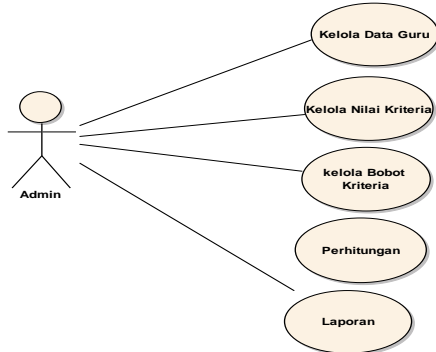 Kelola Data Guru
Kelola Nilai Kriteria
kelola Bobot
Kriteria
Admin
Perhitungan
Laporan